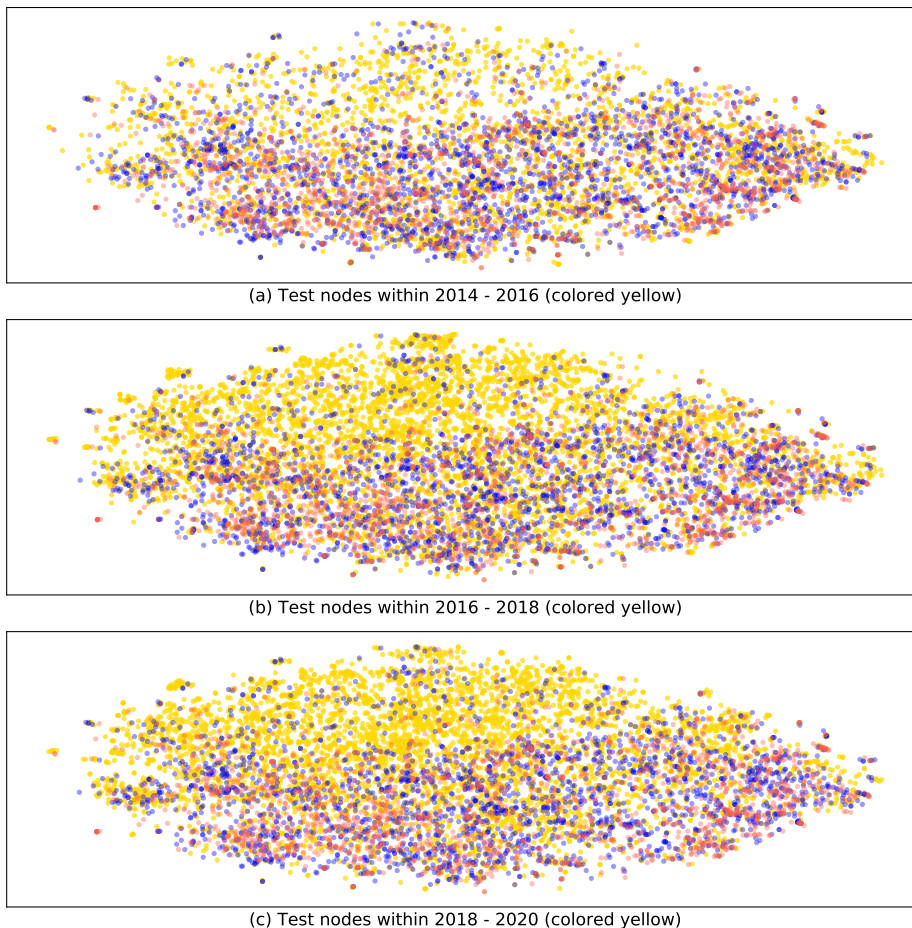 (a) Test nodes within 2014 - 2016 (colored yellow)
(b) Test nodes within 2016 - 2018 (colored yellow)
(c) Test nodes within 2018 - 2020 (colored yellow)